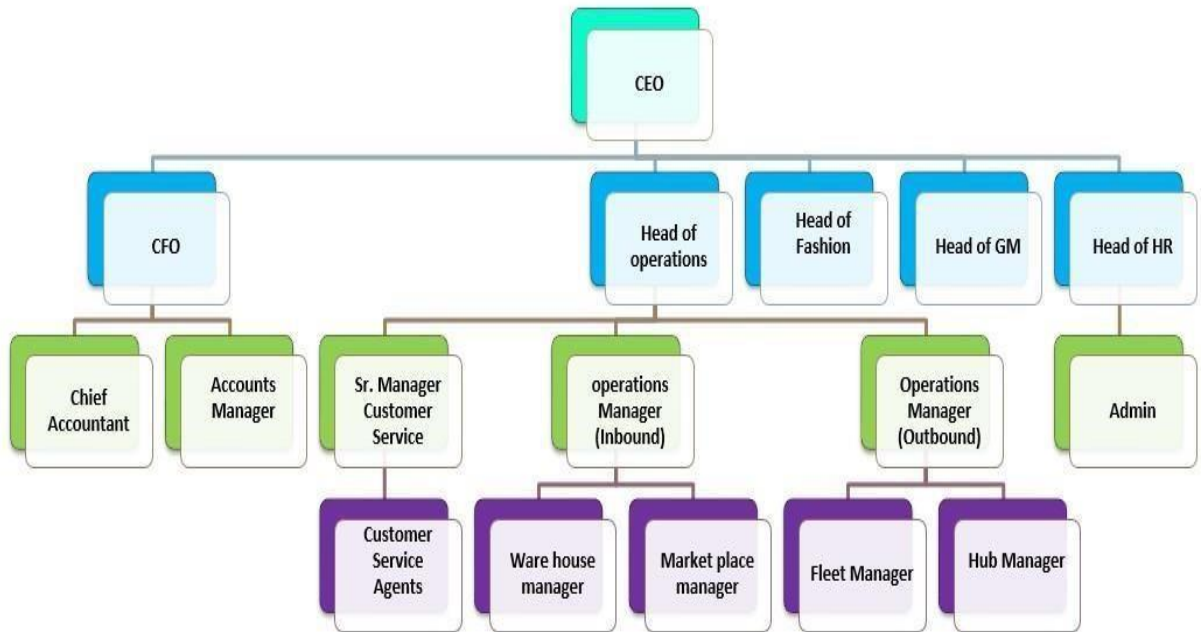 CEO
CFO
Head of
operations
Head of
Fashion
Head of GM
Head of HR
Chief
Accountant
Accounts
Manager
Sr. Manager
Customer
Service
operations
Manager
(Inbound)
Operations
Manager
(Outbound)
Admin
Customer
Service
Agents
Ware house
manager
Market place
manager
Fleet Manager
Hub Manager